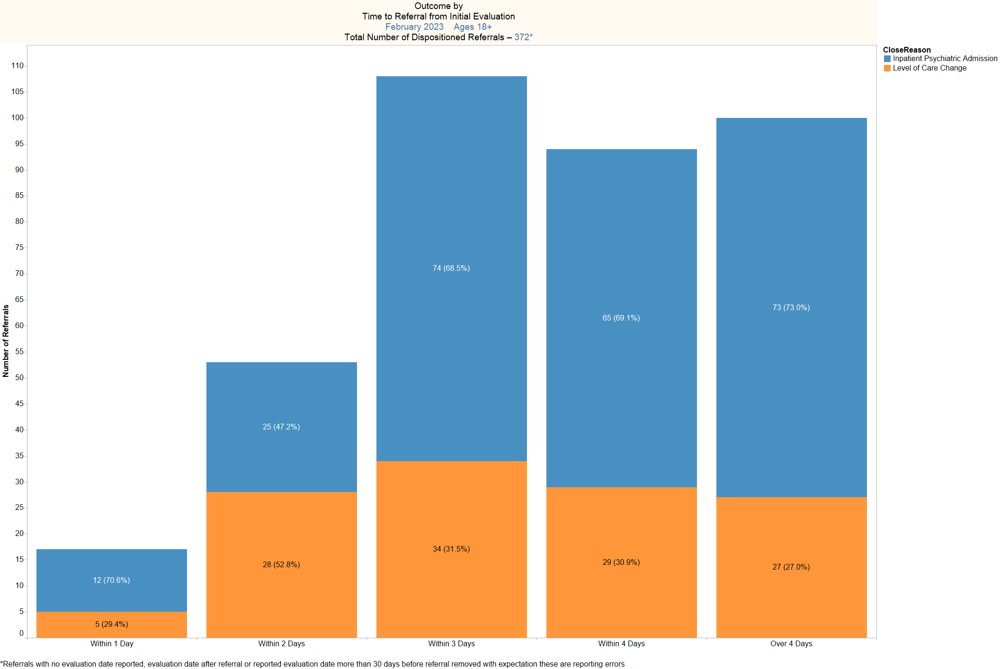 Outcome by
Time to Referral from Initial Evaluation
February 2023 Ages 18+
Total Number of Dispositioned Referrals – 372*
CloseReason
Inpatient Psychiatric Admission
Level of Care Change
Number of Referrals
110
105
100
95
90
85
80
75
70
65
60
55
50
45
40
35
30
25
20
15
10
5
0
12 (70.6%)
5 (29.4%)
25 (47.2%)
28 (52.8%)
74 (68.5%)
34 (31.5%)
65 (69.1%)
29 (30.9%)
73 (73.0%)
27 (27.0%)
Within 1 Day
Within 2 Days
Within 3 Days
Within 4 Days
Over 4 Days
*Referrals with no evaluation date reported, evaluation date after referral or reported evaluation date more than 30 days before referral removed with expectation these are reporting errors